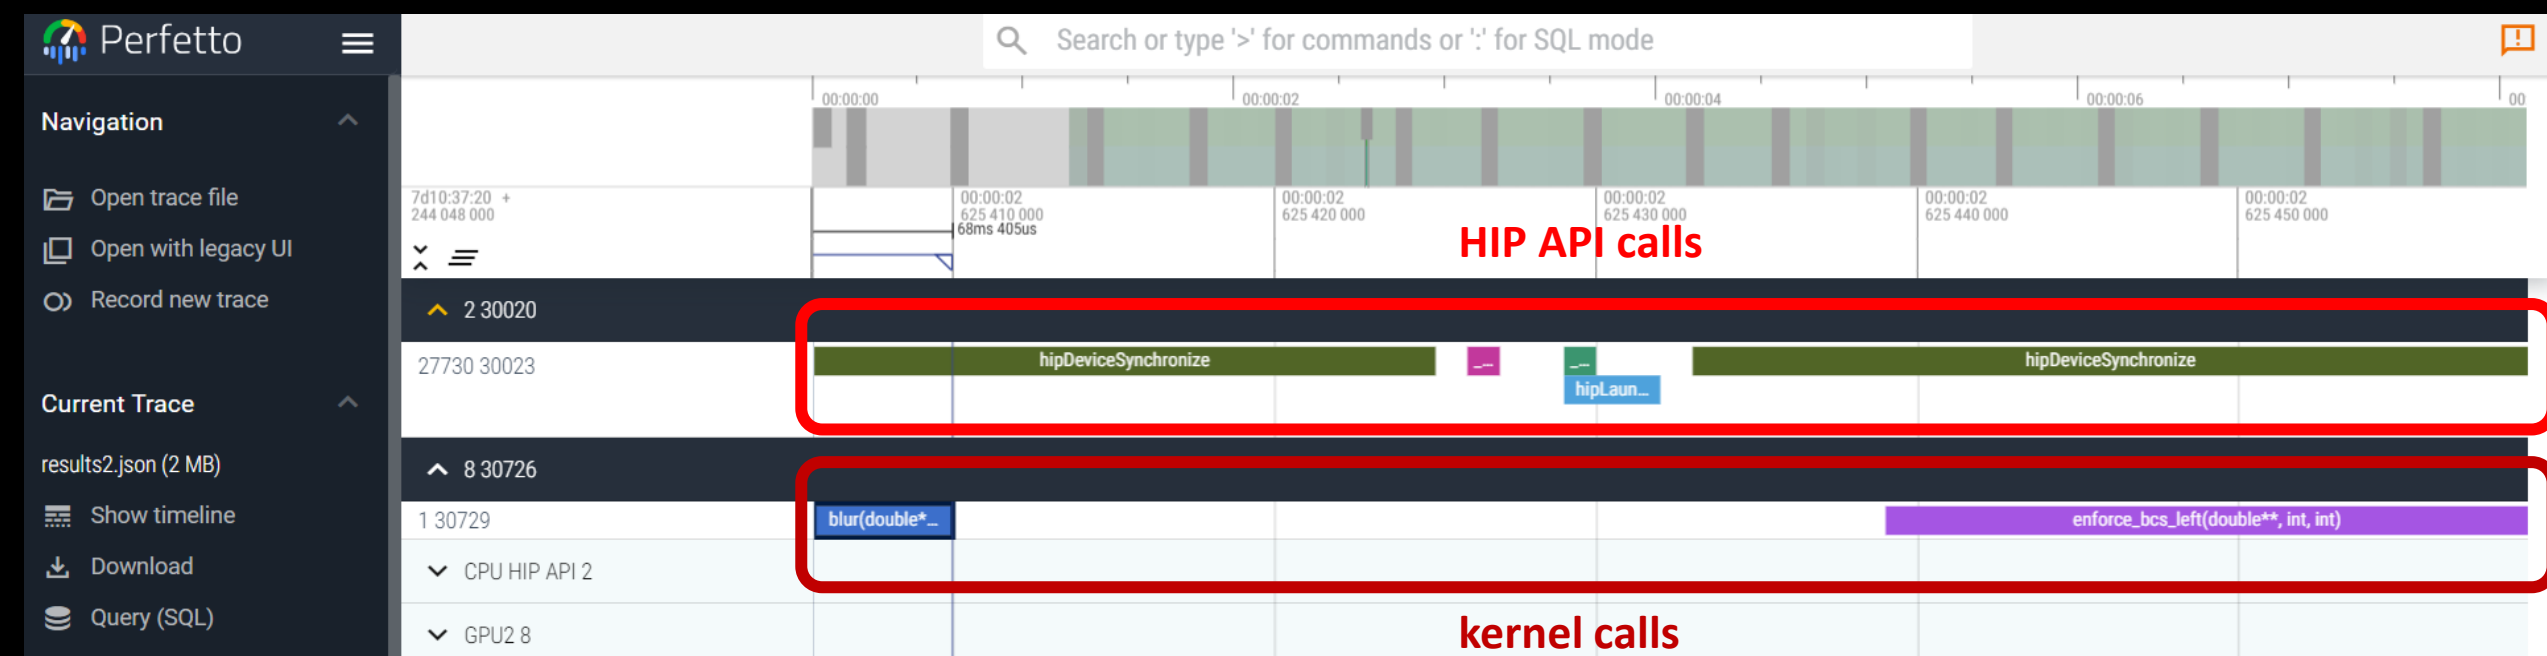 Perfetto
Search or type '>' for commands or ':' for SQL mode
Navigation
Open trace file
Open with legacy UI
Record new trace
Current Trace
results2.json (2 MB)
Show timeline
Download
Query (SQL)
00:00:00
00:00:02
00:00:04
00:00:06
00
7d10:37:20 +
244 048 000
00:00:02
625 410 000
00:00:02
625 420 000
00:00:02
625 430 000
00:00:02
625 440 000
00:00:02
625 450 000
68ms 405us
HIP API calls
2 30020
27730 30023
hipDeviceSynchronize
_...
_...
hipLaun...
hipDeviceSynchronize
8 30726
1 30729
blur(double*...
enforce_bcs_left(double**, int, int)
CPU HIP API 2
GPU2 8
kernel calls